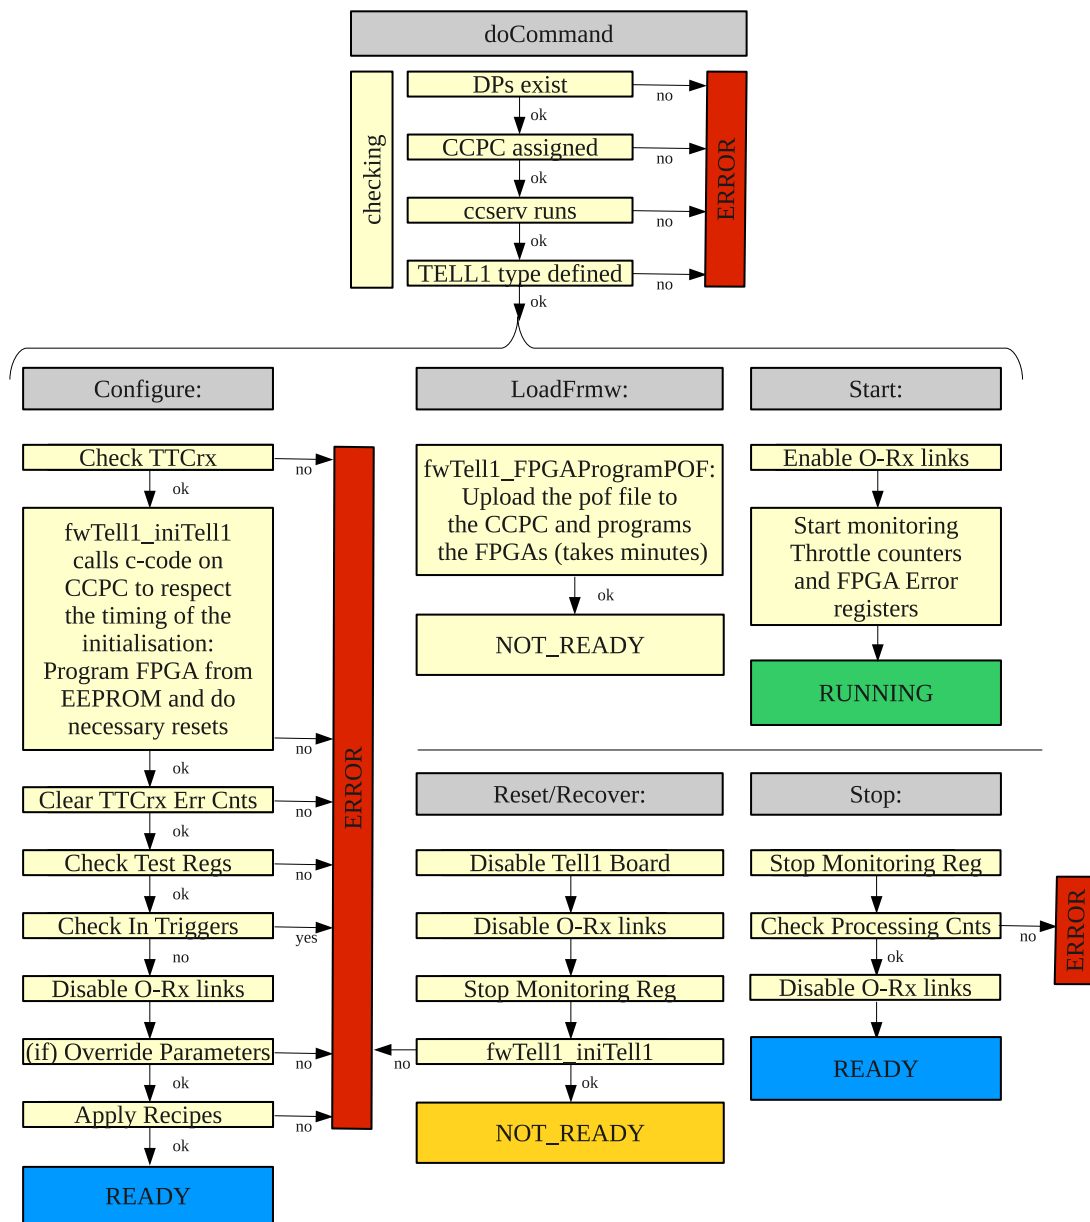 doCommand
checking
DPs exist
no
ok
CCPC assigned
no
ok
ccserv runs
no
ok
TELL1 type defined
no
ok
ERROR
Configure:
Check TTCrx
no
ok
fwTell1_iniTell1
calls c-code on
CCPC to respect
the timing of the
initialisation:
Program FPGA from
EEPROM and do
necessary resets
no
ok
Clear TTCrx Err Cnts
no
ok
Check Test Regs
no
ok
Check In Triggers
yes
no
Disable O-Rx links
(if) Override Parameters
no
ok
Apply Recipes
no
ok
READY
ERROR
LoadFrmw:
fwTell1_FPGAProgramPOF:
Upload the pof file to
the CCPC and programs
the FPGAs (takes minutes)
ok
NOT_READY
Start:
Enable O-Rx links
Start monitoring
Throttle counters
and FPGA Error
registers
RUNNING
Reset/Recover:
Disable Tell1 Board
Disable O-Rx links
Stop Monitoring Reg
fwTell1_iniTell1
no
ok
NOT_READY
Stop:
Stop Monitoring Reg
Check Processing Cnts
no
ok
Disable O-Rx links
READY
ERROR